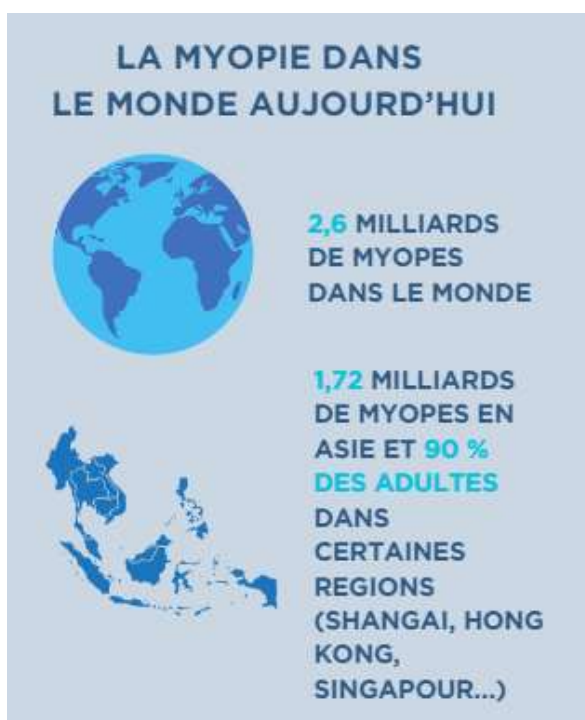 LA MYOPIE DANS
LE MONDE AUJOURD’HUI
2,6 MILLIARDS
DE MYOPES
DANS LE MONDE
1,72 MILLIARDS
DE MYOPES EN
ASIE ET 90 %
DES ADULTES
DANS
CERTAINES
REGIONS
(SHANGAI, HONG
KONG,
SINGAPOUR...)